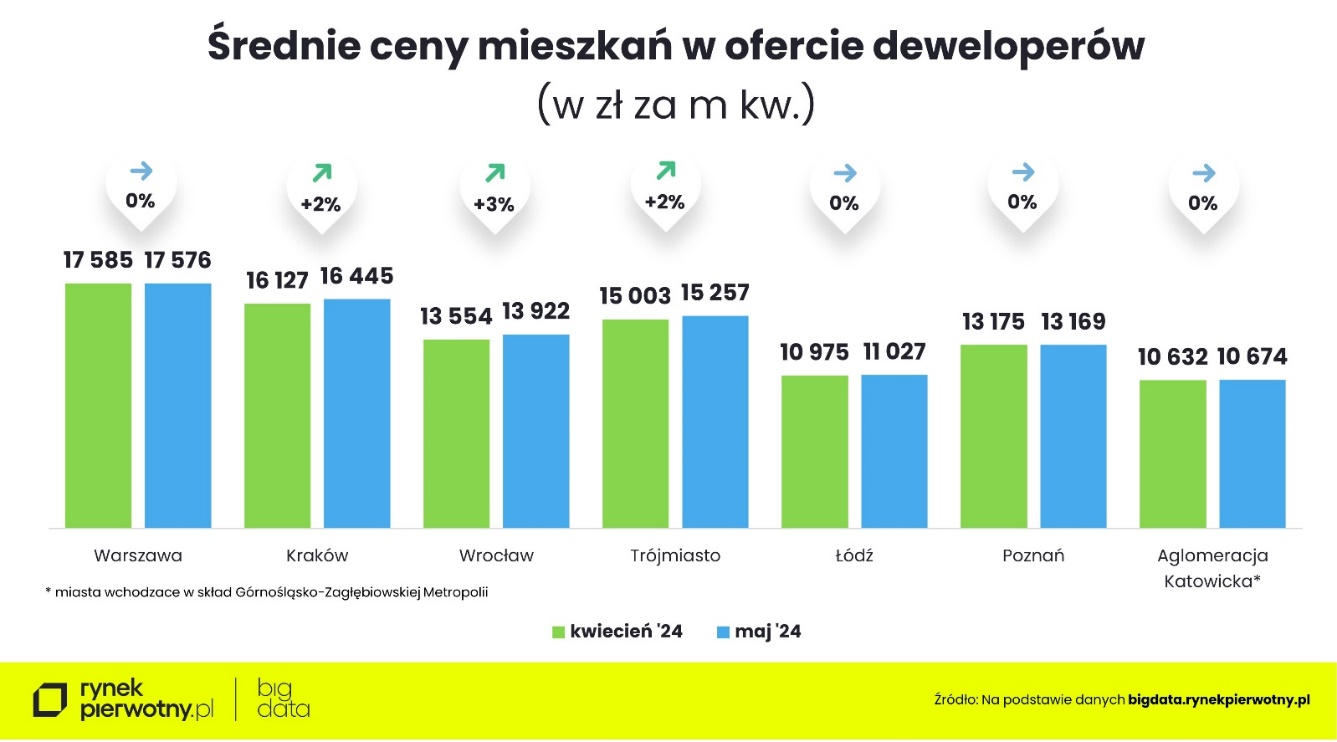 Średnie ceny mieszkań w ofercie deweloperów
(w zł za m kw.)
0% +2% +3% +2% 0% 0% 0%
17 585 17 576 16 127 16 445 13 554 13 922 15 003 15 257 10 975 11 027 13 175 13 169 10 632 10 674
Warszawa Kraków Wrocław Trójmiasto Łódź Poznań Aglomeracja
Katowicka*
* miasta wchodzace w skład Górnośląsko-Zagłębiowskiej Metropolii
kwiecień '24 maj '24
rynek
pierwotny.pl
big
data
Źródło: Na podstawie danych bigdata.rynekpierwotny.pl